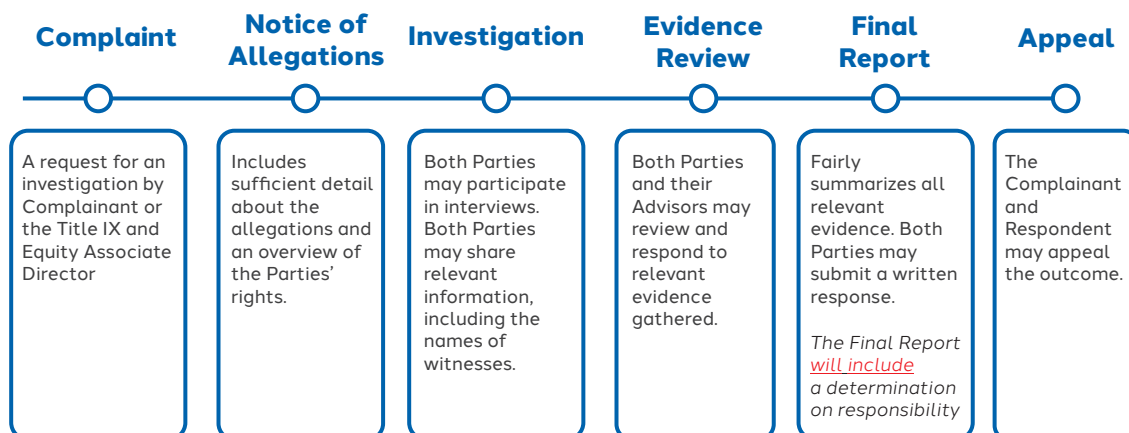 Complaint
Notice of
Allegations
Investigation
Evidence
Review
Final
Report
Appeal
A request for an
investigation by
Complainant or
the Title IX and
Equity Associate
Director
Includes
sufficient detail
about the
allegations and
an overview of
the Parties’
rights.
Both Parties
may participate
in interviews.
Both Parties
may share
relevant
information,
including the
names of
witnesses.
Both Parties
and their
Advisors may
review and
respond to
relevant
evidence
gathered.
Fairly
summarizes all
relevant
evidence. Both
Parties may
submit a written
response.
The Final Report
will include
a determination
on responsibility
The
Complainant
and
Respondent
may appeal
the outcome.